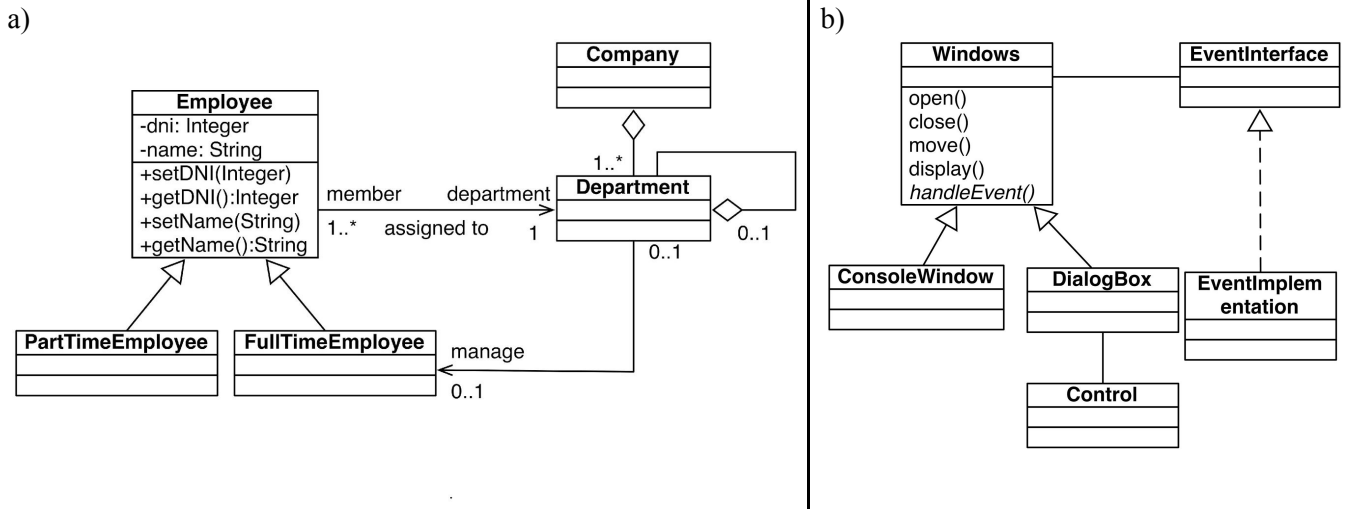 a)
Company
Employee
-dni: Integer
-name: String
+setDNI(Integer)
+getDNI():Integer
+setName(String)
+getName():String
member
department
1..*
assigned to
1
1..*
Department
0..1
0..1
PartTimeEmployee
FullTimeEmployee
manage
0..1
b)
Windows
open()
close()
move()
display()
handleEvent()
EventInterface
ConsoleWindow
DialogBox
EventImplem
entation
Control